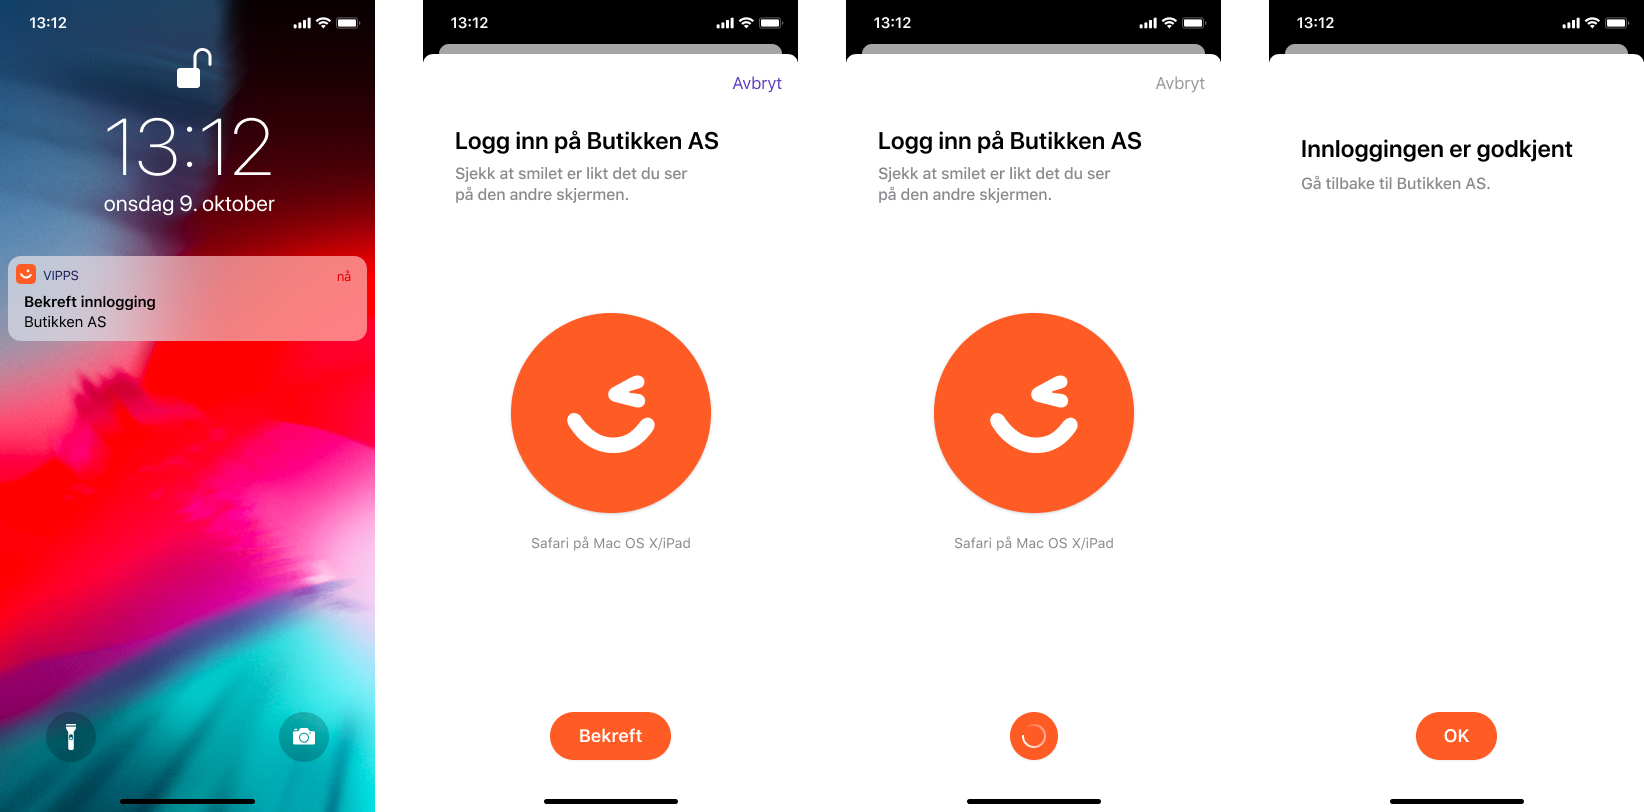 13:12
13:12
onsdag 9. oktober
VIPPS
nå
Bekreft innlogging
Butikken AS
13:12
Avbryt
Logg inn på Butikken AS
Sjekk at smilet er likt det du ser
på den andre skjermen.
Safari på Mac OS X/iPad
Bekreft
13:12
Avbryt
Logg inn på Butikken AS
Sjekk at smilet er likt det du ser
på den andre skjermen.
Safari på Mac OS X/iPad
13:12
Innloggingen er godkjent
Gå tilbake til Butikken AS.
OK